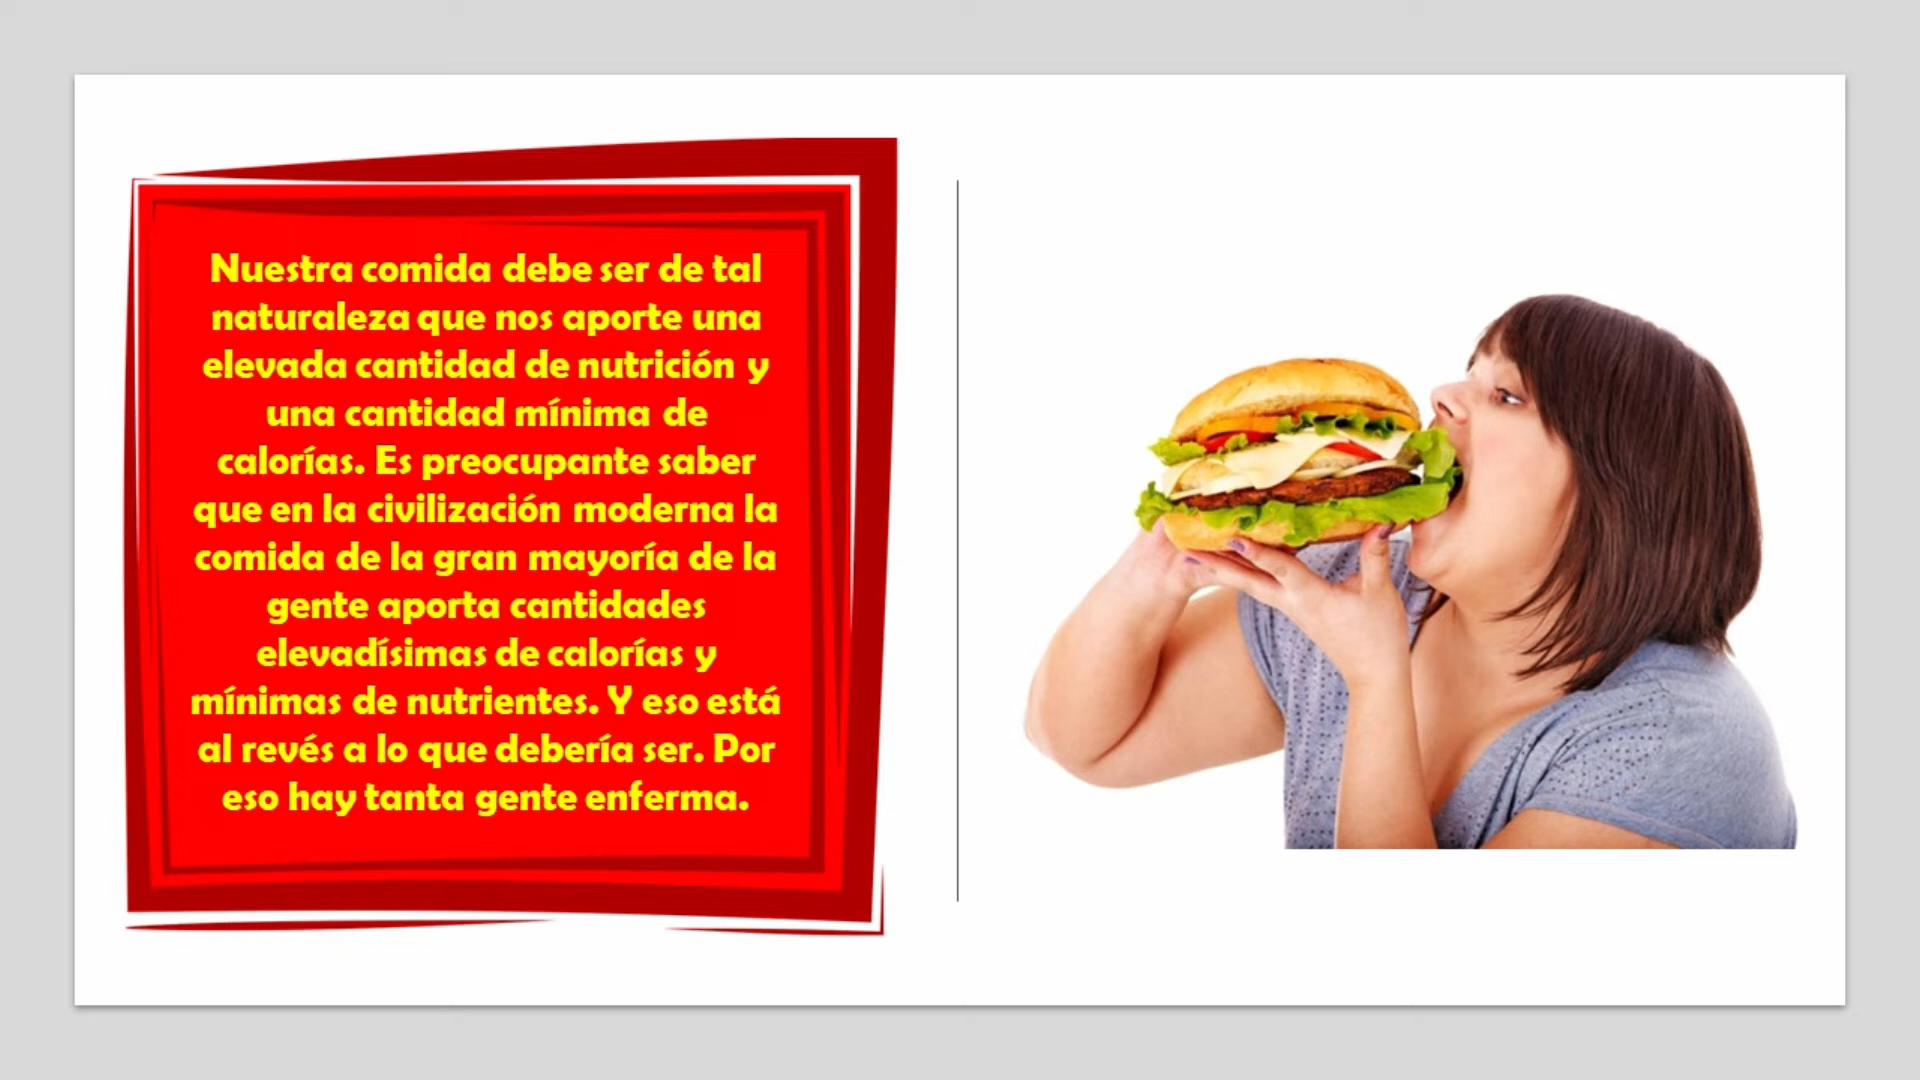 Nuestra comida debe ser de tal
naturaleza que nos aporte una
elevada cantidad de nutrición y
una cantidad mínima de
calorías. Es preocupante saber
que en la civilización moderna la
comida de la gran mayoría de la
gente aporta cantidades
elevadísimas de calorías y
mínimas de nutrientes. Y eso está
al revés a lo que debería ser. Por
eso hay tanta gente enferma.